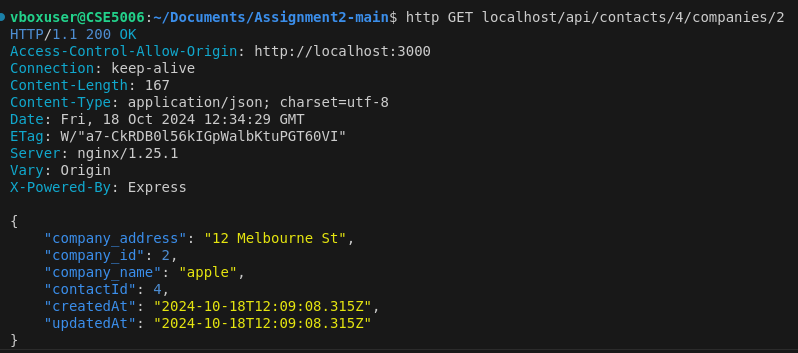 vboxuser@CSE5006:~/Documents/Assignment2-main$ http GET localhost/api/contacts/4/companies/2
HTTP/1.1 200 OK
Access-Control-Allow-Origin: http://localhost:3000
Connection: keep-alive
Content-Length: 167
Content-Type: application/json; charset=utf-8
Date: Fri, 18 Oct 2024 12:34:29 GMT
ETag: W/"a7-CkRDB0l56kIGpWalbKtuPGT60VI"
Server: nginx/1.25.1
Vary: Origin
X-Powered-By: Express

{
    "company_address": "12 Melbourne St",
    "company_id": 2,
    "company_name": "apple",
    "contactId": 4,
    "createdAt": "2024-10-18T12:09:08.315Z",
    "updatedAt": "2024-10-18T12:09:08.315Z"
}